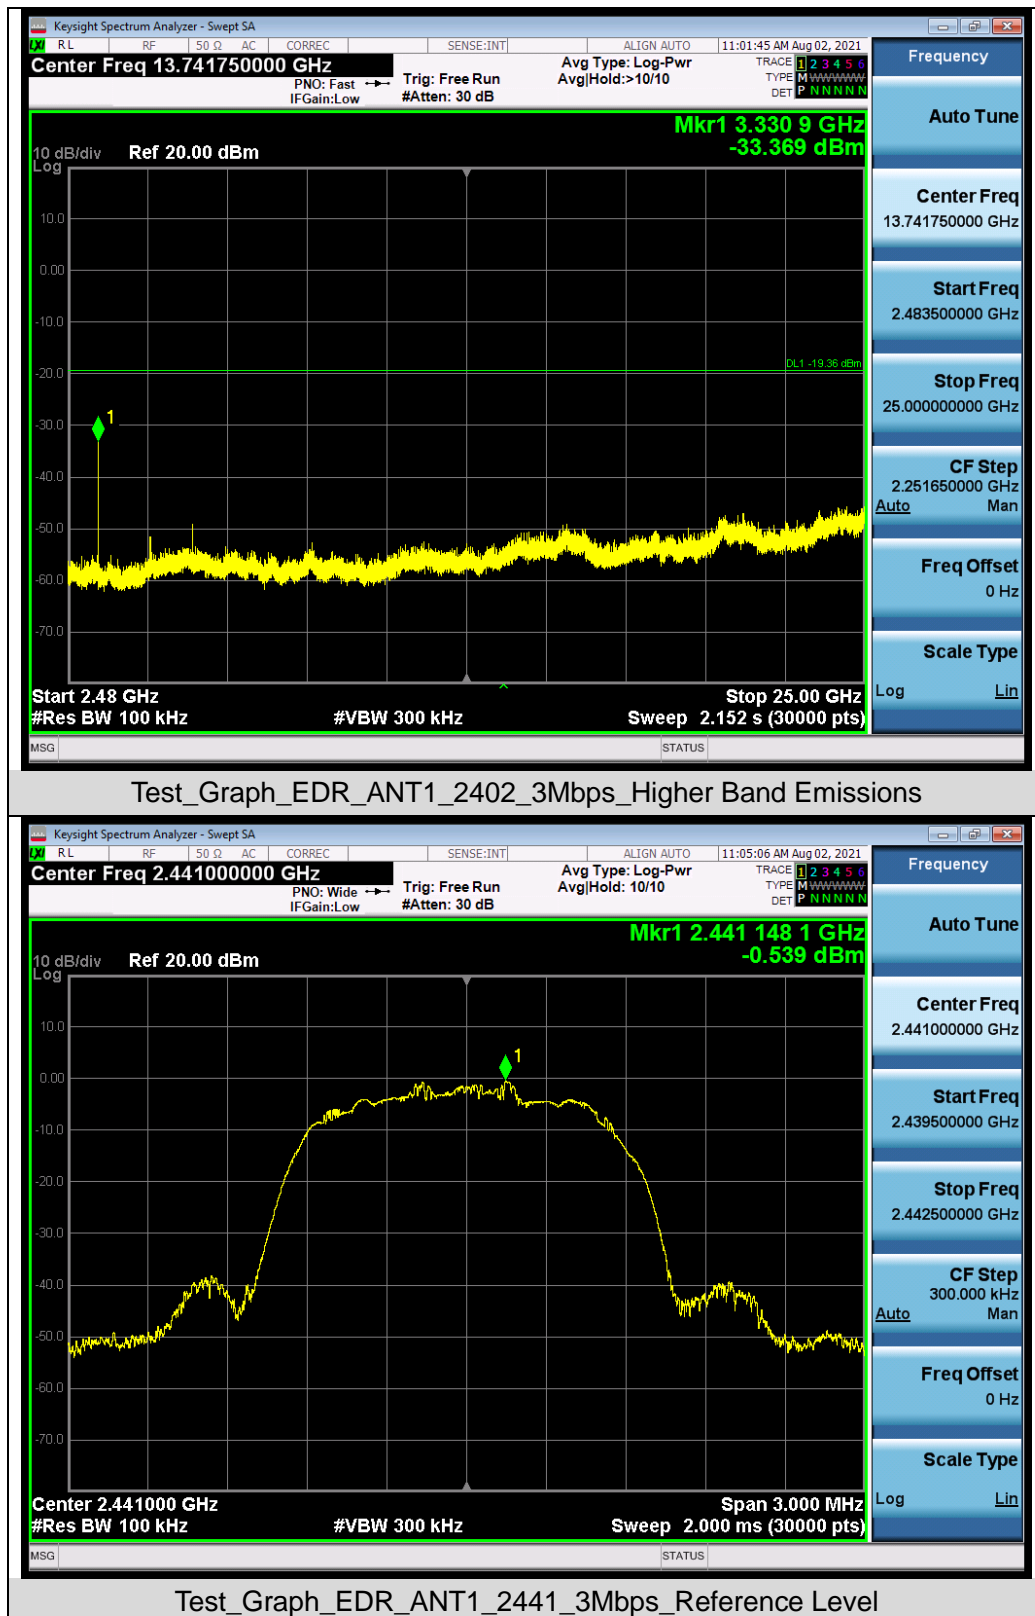 Keysight Spectrum Analyzer - Swept SA
LXI RL RF 50 Ω AC CORREC SENSE:INT ALIGN AUTO 11:01:45 AM Aug 02, 2021
Center Freq 13.741750000 GHz
PNO: Fast
IFGain:Low
Trig: Free Run
#Atten: 30 dB
Avg Type: Log-Pwr
Avg|Hold:>10/10
TRACE 1 2 3 4 5 6
TYPE M WWWWW
DET P N N N N N
Mkr1 3.330 9 GHz
-33.369 dBm
10 dB/div Ref 20.00 dBm
Log
10.0
0.00
-10.0
DL1 -19.36 dBm
-20.0
1
-30.0
-40.0
-50.0
-60.0
-70.0
Start 2.48 GHz Stop 25.00 GHz
#Res BW 100 kHz #VBW 300 kHz Sweep 2.152 s (30000 pts)
MSG STATUS
Frequency
Auto Tune
Center Freq
13.741750000 GHz
Start Freq
2.483500000 GHz
Stop Freq
25.000000000 GHz
CF Step
2.251650000 GHz
Auto Man
Freq Offset
0 Hz
Scale Type
Log Lin
Test_Graph_EDR_ANT1_2402_3Mbps_Higher Band Emissions
Keysight Spectrum Analyzer - Swept SA
LXI RL RF 50 Ω AC CORREC SENSE:INT ALIGN AUTO 11:05:06 AM Aug 02, 2021
Center Freq 2.441000000 GHz
PNO: Wide
IFGain:Low
Trig: Free Run
#Atten: 30 dB
Avg Type: Log-Pwr
Avg|Hold: 10/10
TRACE 1 2 3 4 5 6
TYPE M WWWWW
DET P N N N N N
Mkr1 2.441 148 1 GHz
-0.539 dBm
10 dB/div Ref 20.00 dBm
Log
10.0
1
0.00
-10.0
-20.0
-30.0
-40.0
-50.0
-60.0
-70.0
Center 2.441000 GHz Span 3.000 MHz
#Res BW 100 kHz #VBW 300 kHz Sweep 2.000 ms (30000 pts)
MSG STATUS
Frequency
Auto Tune
Center Freq
2.441000000 GHz
Start Freq
2.439500000 GHz
Stop Freq
2.442500000 GHz
CF Step
300.000 kHz
Auto Man
Freq Offset
0 Hz
Scale Type
Log Lin
Test_Graph_EDR_ANT1_2441_3Mbps_Reference Level